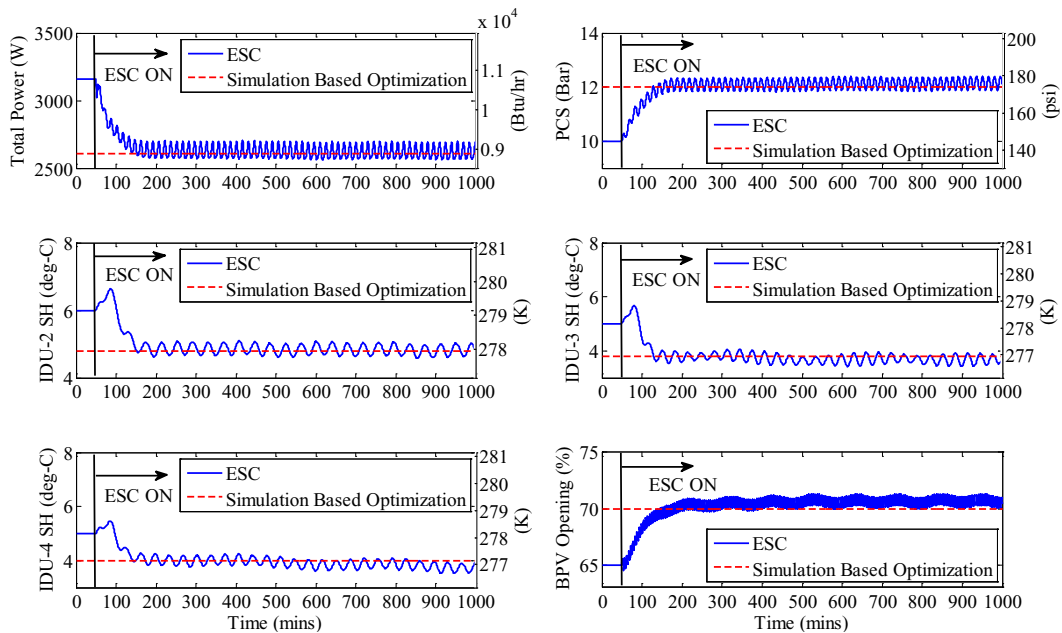 x 10^4
3500
3000
2500
Total Power (W)
ESC ON
ESC
Simulation Based Optimization
1.1
1
0.9
(Btu/hr)
0 100 200 300 400 500 600 700 800 900 1000
14
12
10
8
PCS (Bar)
ESC ON
ESC
Simulation Based Optimization
200
175
150
125
(psi)
0 100 200 300 400 500 600 700 800 900 1000
8
6
4
IDU-2 SH (deg-C)
ESC ON
ESC
Simulation Based Optimization
281
280
279
278
(K)
0 100 200 300 400 500 600 700 800 900 1000
8
6
4
IDU-3 SH (deg-C)
ESC ON
ESC
Simulation Based Optimization
281
280
279
278
277
(K)
0 100 200 300 400 500 600 700 800 900 1000
8
6
4
IDU-4 SH (deg-C)
ESC ON
ESC
Simulation Based Optimization
281
280
279
278
277
(K)
0 100 200 300 400 500 600 700 800 900 1000
Time (mins)
75
70
65
BPV Opening (%)
ESC ON
ESC
Simulation Based Optimization
0 100 200 300 400 500 600 700 800 900 1000
Time (mins)